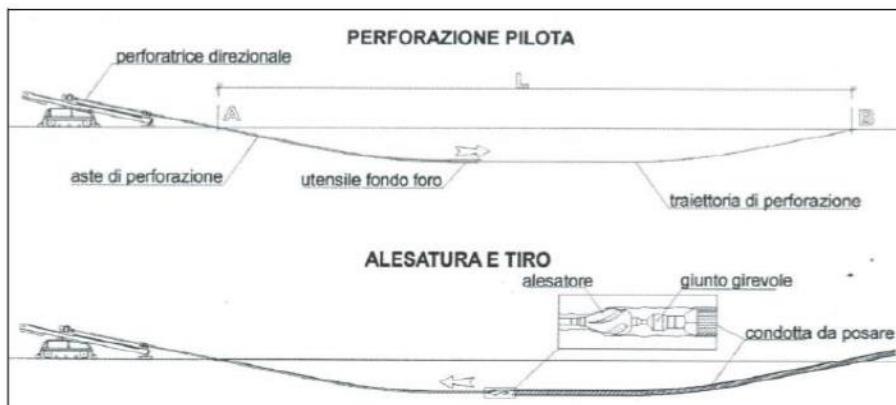 PERFORAZIONE PILOTA
perforatrice direzionale
L
A
B
aste di perforazione
utensile fondo foro
traiettoria di perforazione
ALESATURA E TIRO
alesatore
giunto girevole
condotta da posare